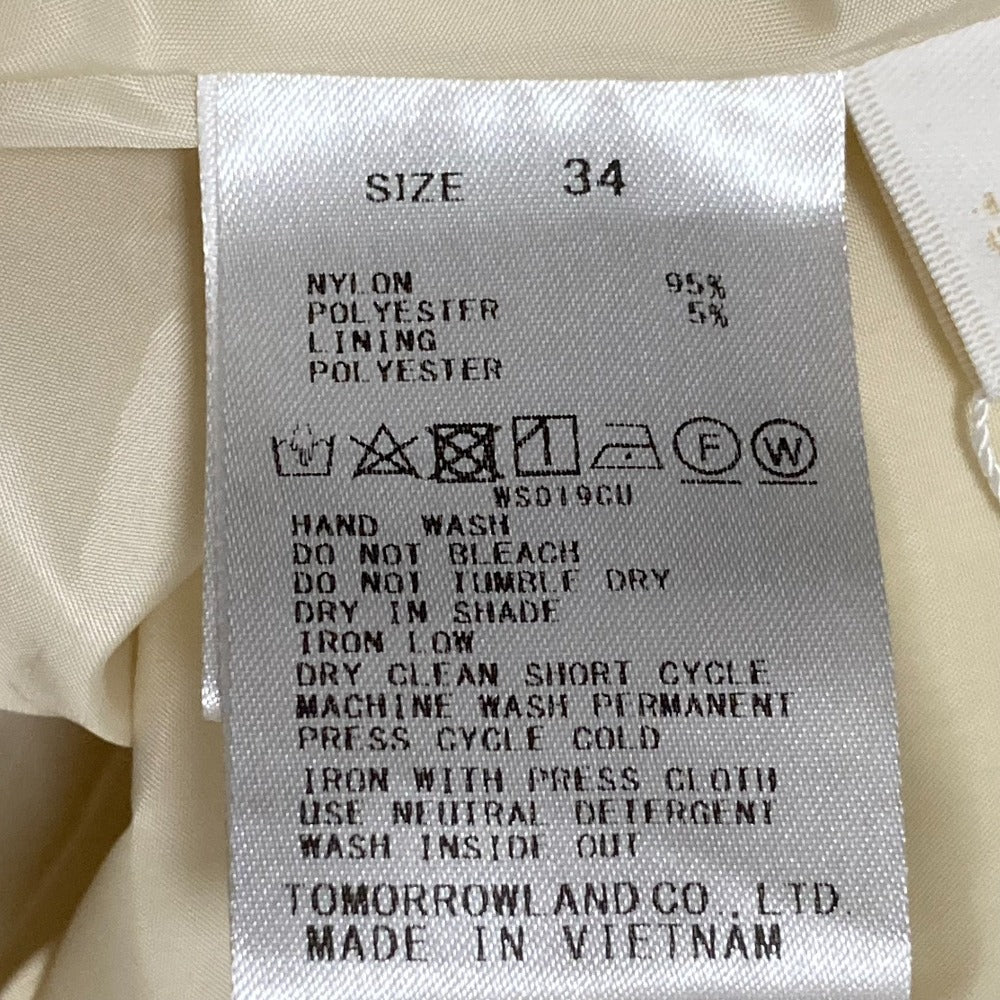 SIZE 34
NYLON 95%
POLYESTER 5%
LINING
POLYESTER
F W
WS019CU
HAND WASH
DO NOT BLEACH
DO NOT TUMBLE DRY
DRY IN SHADE
IRON LOW
DRY CLEAN SHORT CYCLE
MACHINE WASH PERMANENT
PRESS CYCLE COLD
IRON WITH PRESS CLOTH
USE NEUTRAL DETERGENT
WASH INSIDE OUT
TOMORROWLAND CO., LTD.
MADE IN VIETNAM